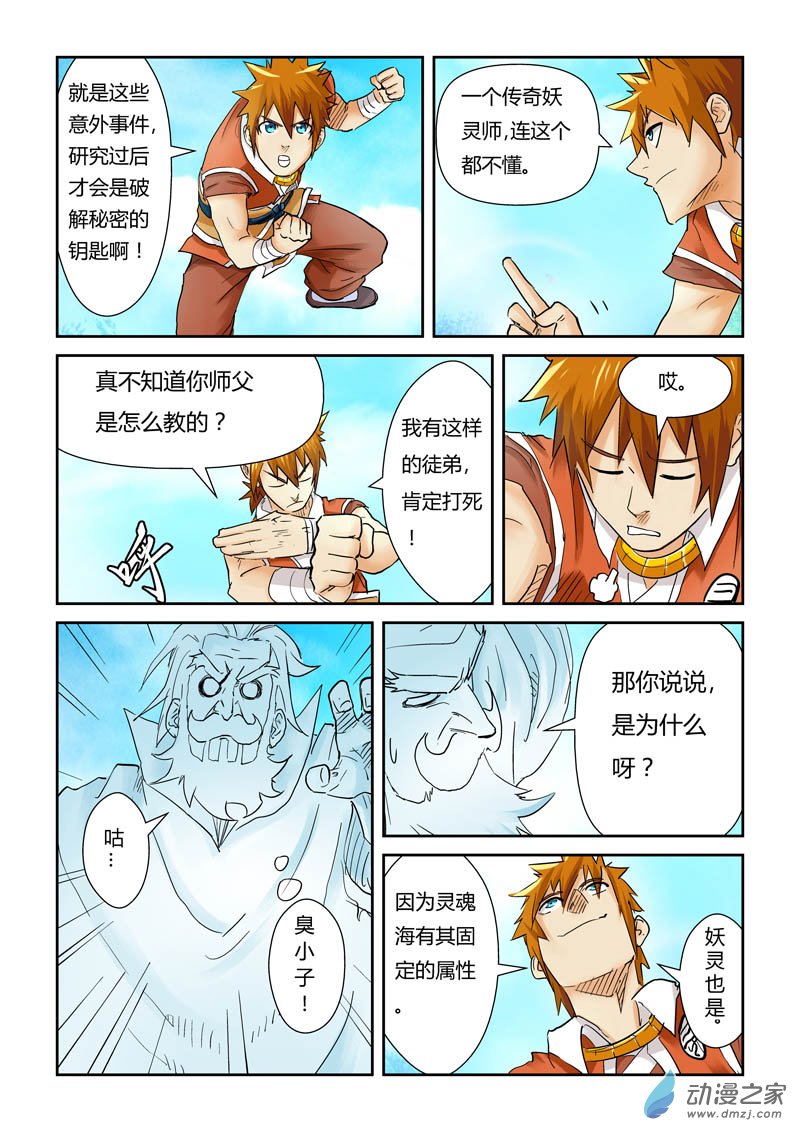 就是这些
意外事件，
研究过后
才会是破
解秘密的
钥匙啊！
一个传奇妖
灵师，连这个
都不懂。
真不知道你师父
是怎么教的？
我有这样
的徒弟，
肯定打死
！
哎。
呼
咕
…
臭
小
子
！
那你说说，
是为什么
呀？
因为灵魂
海有其固
定的属性
。
妖
灵
也
是。
动漫之家
www.dmzj.com